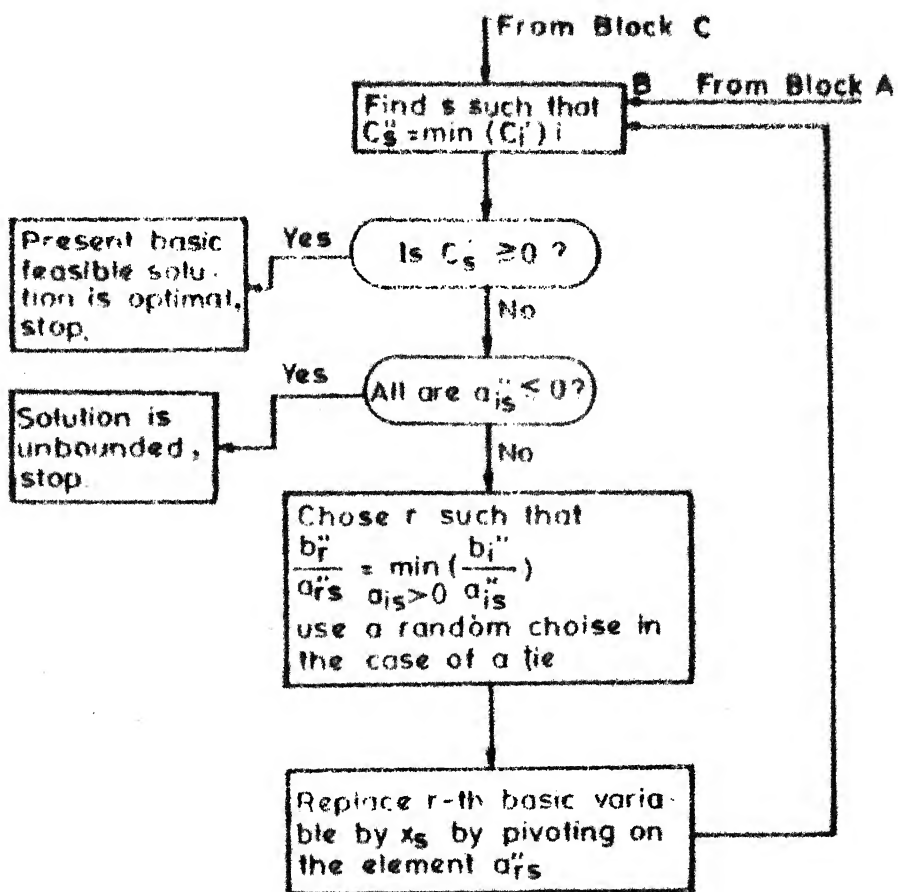 From Block C
B From Block A
Find s such that
C″s = min (C′i) i
Is C′s ≥0 ?
Yes
Present basic
feasible solu-
tion is optimal,
stop.
No
All are a″is ≤ 0?
Yes
Solution is
unbounded,
stop
No
Chose r such that
b″r / a″rs = min (b″i / a″is)
ais>0
use a random choise in
the case of a tie
Replace r-th basic varia-
ble by xs by pivoting on
the element a″rs